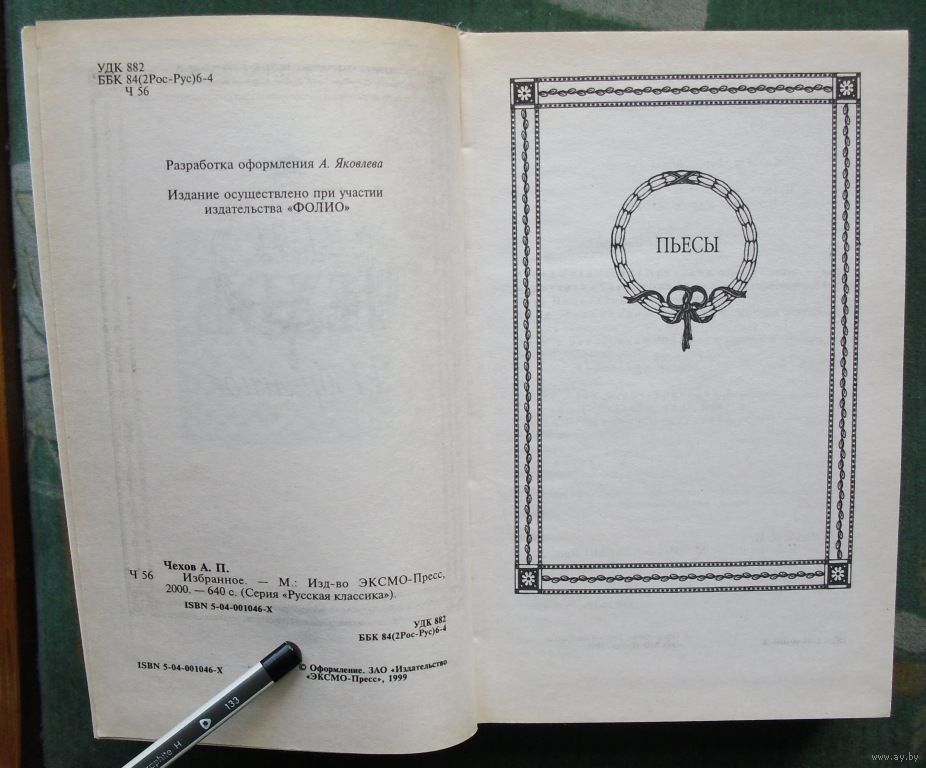 УДК 882
ББК 84(2Рос-Рус)6-4
Ч 56
Разработка оформления А. Яковлева
Издание осуществлено при участии
издательства «ФОЛИО»
Чехов А. П.
Ч 56 Избранное. — М.: Изд-во ЭКСМО-Пресс,
2000. — 640 с. (Серия «Русская классика»).
ISBN 5-04-001046-X
УДК 882
ББК 84(2Рос-Рус)6-4
ISBN 5-04-001046-X
© Оформление. ЗАО «Издательство
«ЭКСМО-Пресс», 1999
ПЬЕСЫ
H 133
www.ay.by